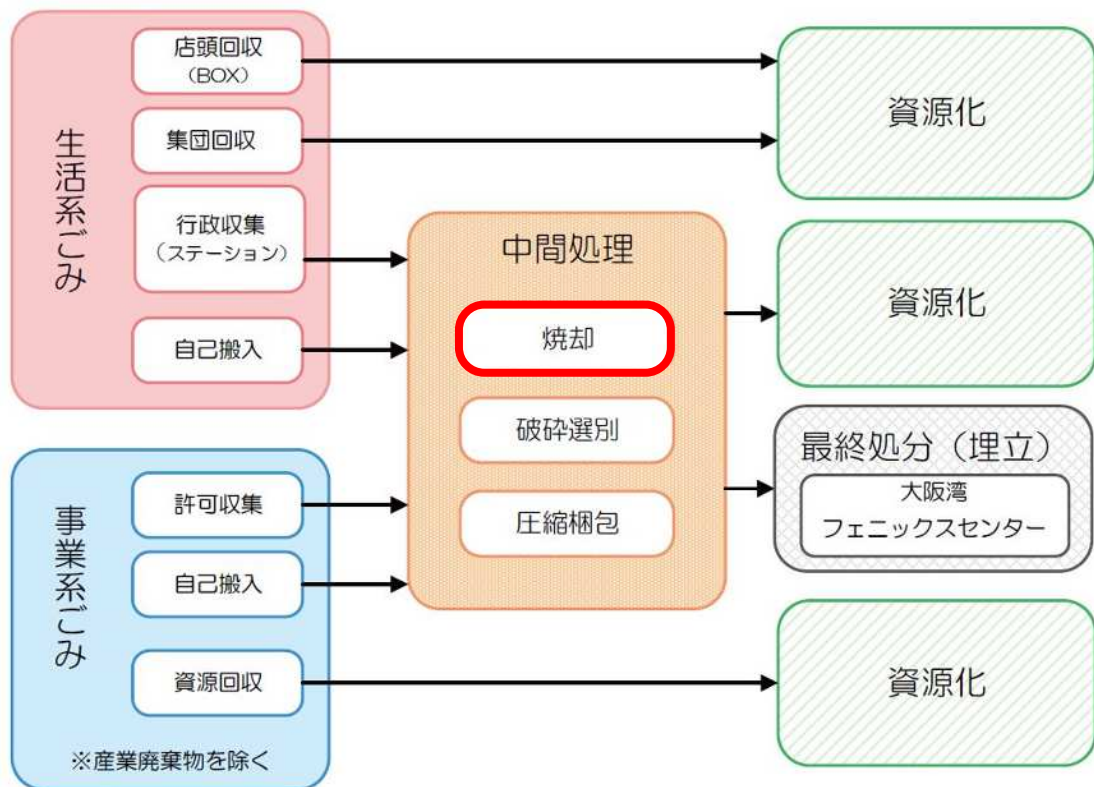 生活系ごみ
店頭回収
（BOX）
集団回収
行政収集
（ステーション）
自己搬入
事業系ごみ
許可収集
自己搬入
資源回収
※産業廃棄物を除く
中間処理
焼却
破砕選別
圧縮梱包
資源化
資源化
最終処分（埋立）
大阪湾
フェニックスセンター
資源化